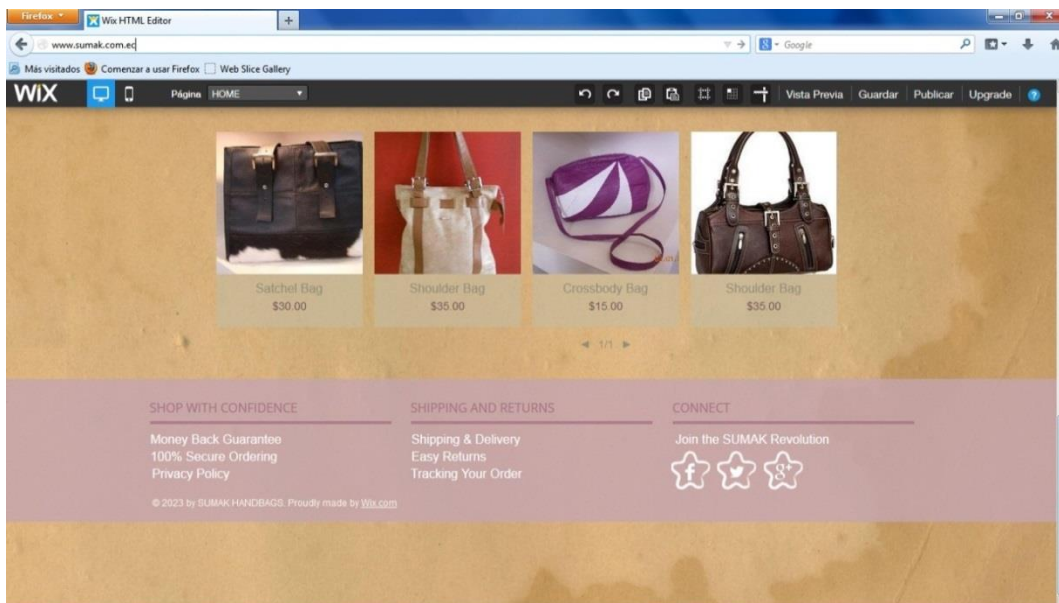 Firefox
Wix HTML Editor
www.sumak.com.ec
Google
Más visitados
Comenzar a usar Firefox
Web Slice Gallery
WiX
Página
HOME
Vista Previa
Guardar
Publicar
Upgrade
?
Satchel Bag
Shoulder Bag
Crossbody Bag
Shoulder Bag
$30.00
$35.00
$15.00
$35.00
1/1
SHOP WITH CONFIDENCE
Money Back Guarantee
100% Secure Ordering
Privacy Policy
SHIPPING AND RETURNS
Shipping & Delivery
Easy Returns
Tracking Your Order
CONNECT
Join the SUMAK Revolution
f
g+
© 2023 by SUMAK HANDBAGS. Proudly made by Wix.com